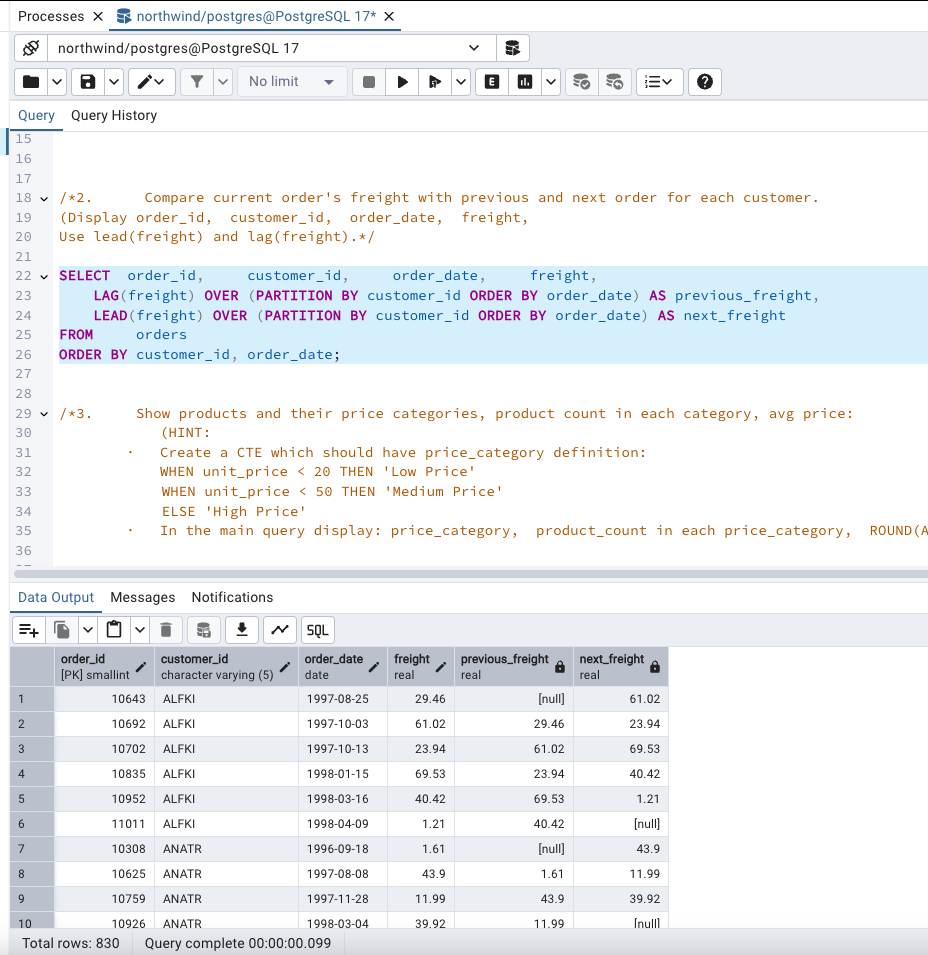 Processes × northwind/postgres@PostgreSQL 17* ×
northwind/postgres@PostgreSQL 17
No limit
E
Query Query History
15
16
17
18 /*2. Compare current order's freight with previous and next order for each customer.
19 (Display order_id, customer_id, order_date, freight,
20 Use lead(freight) and lag(freight).*/
21
22 SELECT order_id, customer_id, order_date, freight,
23 LAG(freight) OVER (PARTITION BY customer_id ORDER BY order_date) AS previous_freight,
24 LEAD(freight) OVER (PARTITION BY customer_id ORDER BY order_date) AS next_freight
25 FROM orders
26 ORDER BY customer_id, order_date;
27
28
29 /*3. Show products and their price categories, product count in each category, avg price:
30 (HINT:
31 · Create a CTE which should have price_category definition:
32 WHEN unit_price < 20 THEN 'Low Price'
33 WHEN unit_price < 50 THEN 'Medium Price'
34 ELSE 'High Price'
35 · In the main query display: price_category, product_count in each price_category, ROUND(A
36
Data Output Messages Notifications
SQL
order_id customer_id order_date freight previous_freight next_freight
[PK] smallint character varying (5) date real real real
1 10643 ALFKI 1997-08-25 29.46 [null] 61.02
2 10692 ALFKI 1997-10-03 61.02 29.46 23.94
3 10702 ALFKI 1997-10-13 23.94 61.02 69.53
4 10835 ALFKI 1998-01-15 69.53 23.94 40.42
5 10952 ALFKI 1998-03-16 40.42 69.53 1.21
6 11011 ALFKI 1998-04-09 1.21 40.42 [null]
7 10308 ANATR 1996-09-18 1.61 [null] 43.9
8 10625 ANATR 1997-08-08 43.9 1.61 11.99
9 10759 ANATR 1997-11-28 11.99 43.9 39.92
10 10926 ANATR 1998-03-04 39.92 11.99 [null]
Total rows: 830 Query complete 00:00:00.099